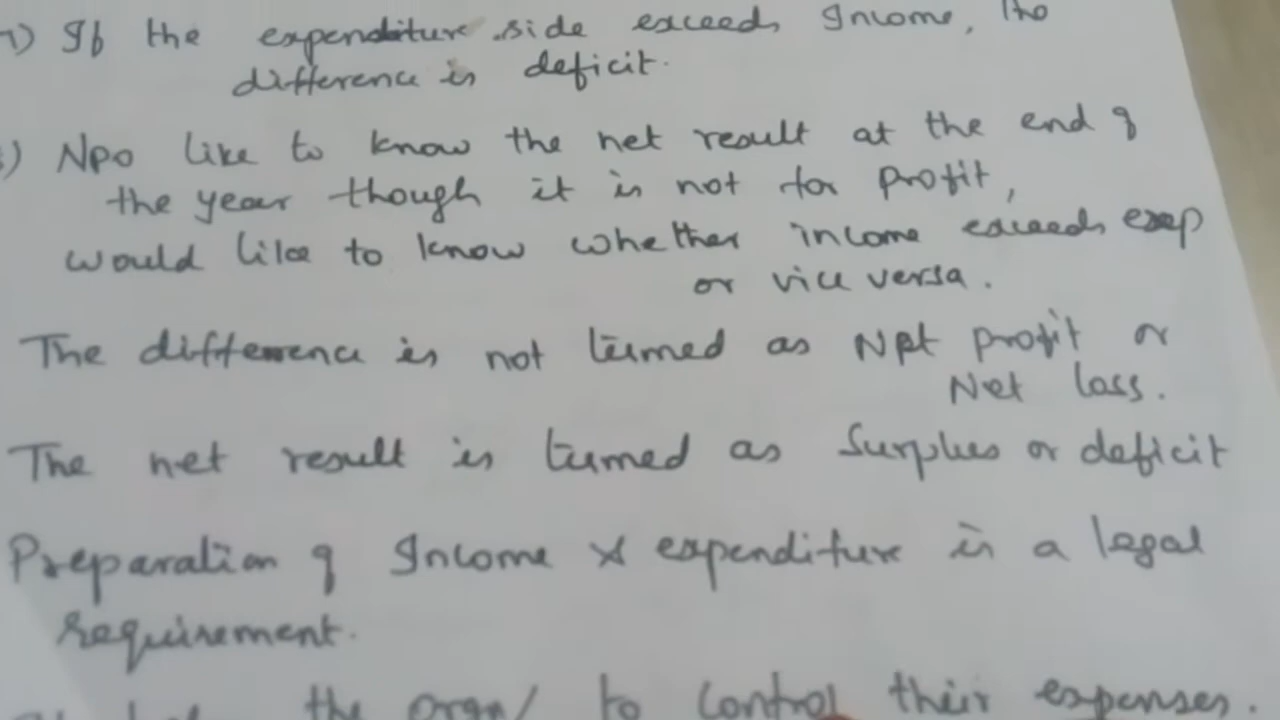 7) If the expenditure side exceeds Income, the
difference is deficit.
) NPO like to know the net result at the end of
the year though it is not for profit,
would like to know whether income exceeds exep
or vice versa.
The difference is not termed as Net profit or
Net loss.
The net result is termed as Surplus or deficit
Preparation of Income & expenditure is a legal
requirement.
the organ/ to control their expenses.